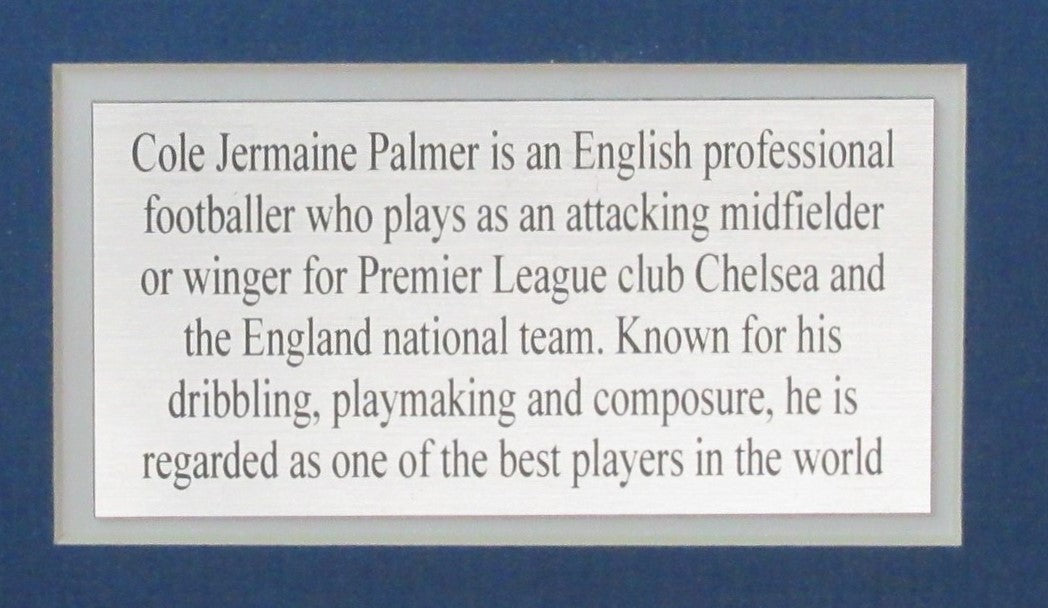 Cole Jermaine Palmer is an English professional
footballer who plays as an attacking midfielder
or winger for Premier League club Chelsea and
the England national team. Known for his
dribbling, playmaking and composure, he is
regarded as one of the best players in the world